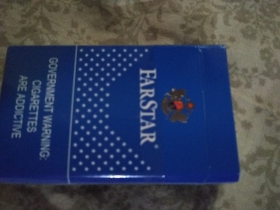 FARSTAR®
GOVERNMENT WARNING:
CIGARETTES
ARE ADDICTIVE